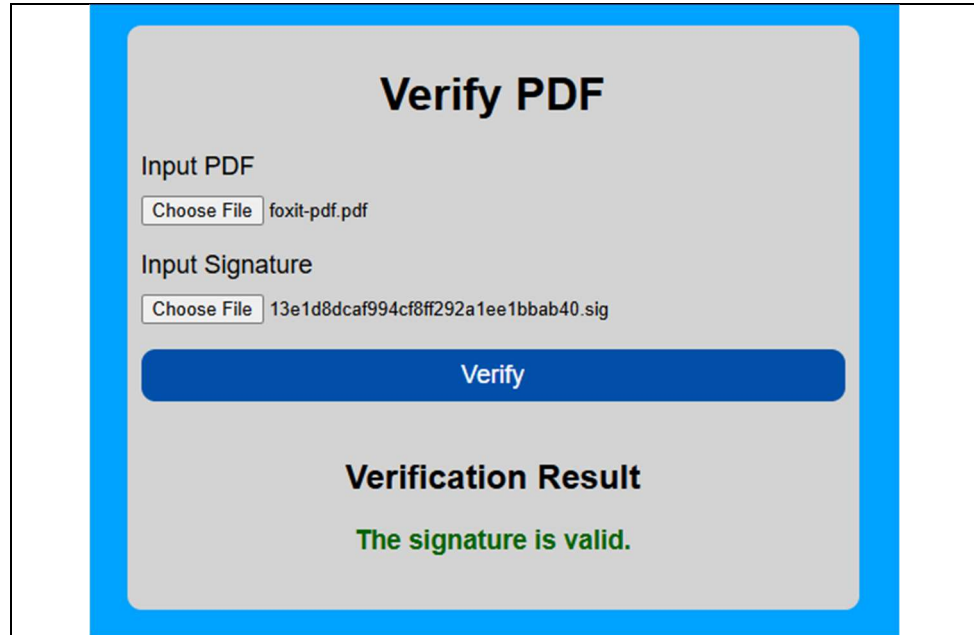 Verify PDF
Input PDF
Choose File foxit-pdf.pdf
Input Signature
Choose File 13e1d8dcaf994cf8ff292a1ee1bbab40.sig
Verify
Verification Result
The signature is valid.